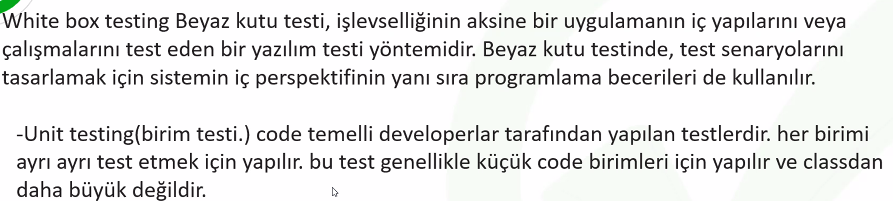 White box testing Beyaz kutu testi, işlevselliğinin aksine bir uygulamanın iç yapılarını veya
çalışmalarını test eden bir yazılım testi yöntemidir. Beyaz kutu testinde, test senaryolarını
tasarlamak için sistemin iç perspektifinin yanı sıra programlama becerileri de kullanılır.
-Unit testing(birim testi.) code temelli developerlar tarafından yapılan testlerdir. her birimi
ayrı ayrı test etmek için yapılır. bu test genellikle küçük code birimleri için yapılır ve classdan
daha büyük değildir.